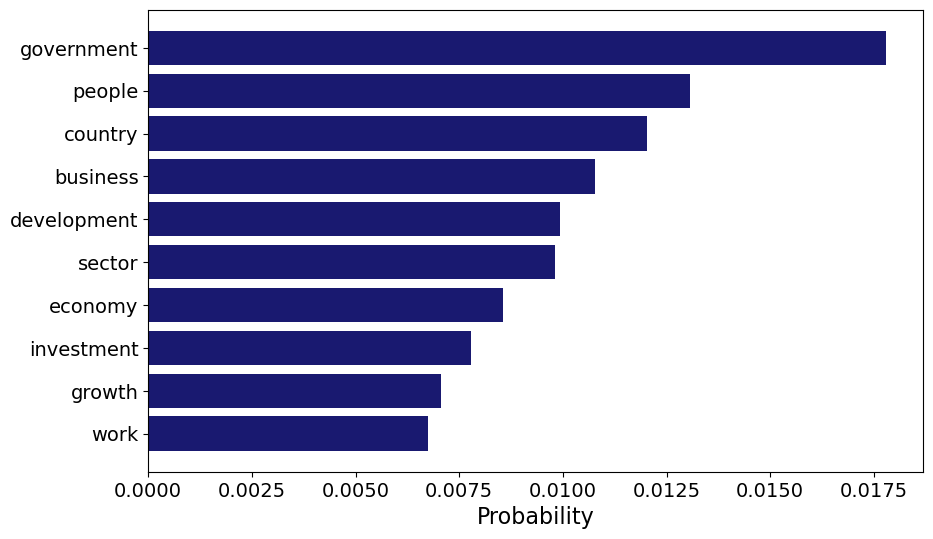 government
people
country
business
development
sector
economy
investment
growth
work
0.0000 0.0025 0.0050 0.0075 0.0100 0.0125 0.0150 0.0175
Probability